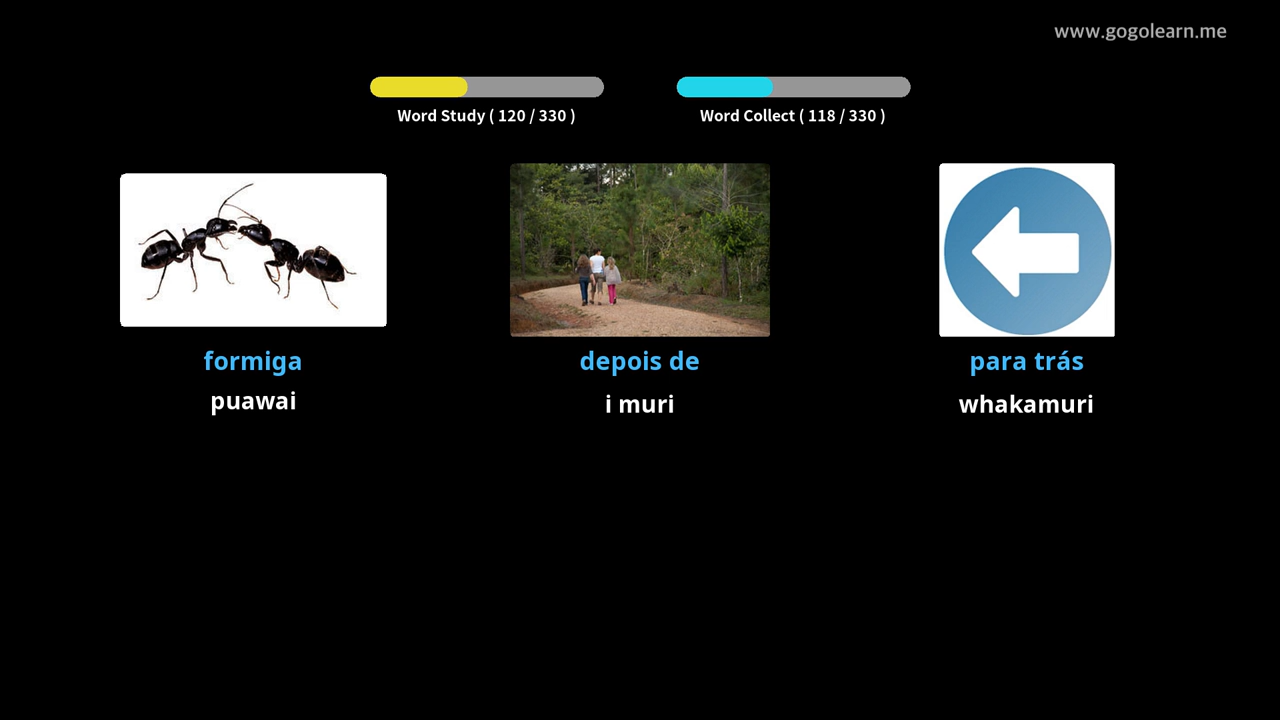 www.gogolearn.me
Word Study ( 120 / 330 )
Word Collect ( 118 / 330 )
formiga
puawai
depois de
i muri
para trás
whakamuri